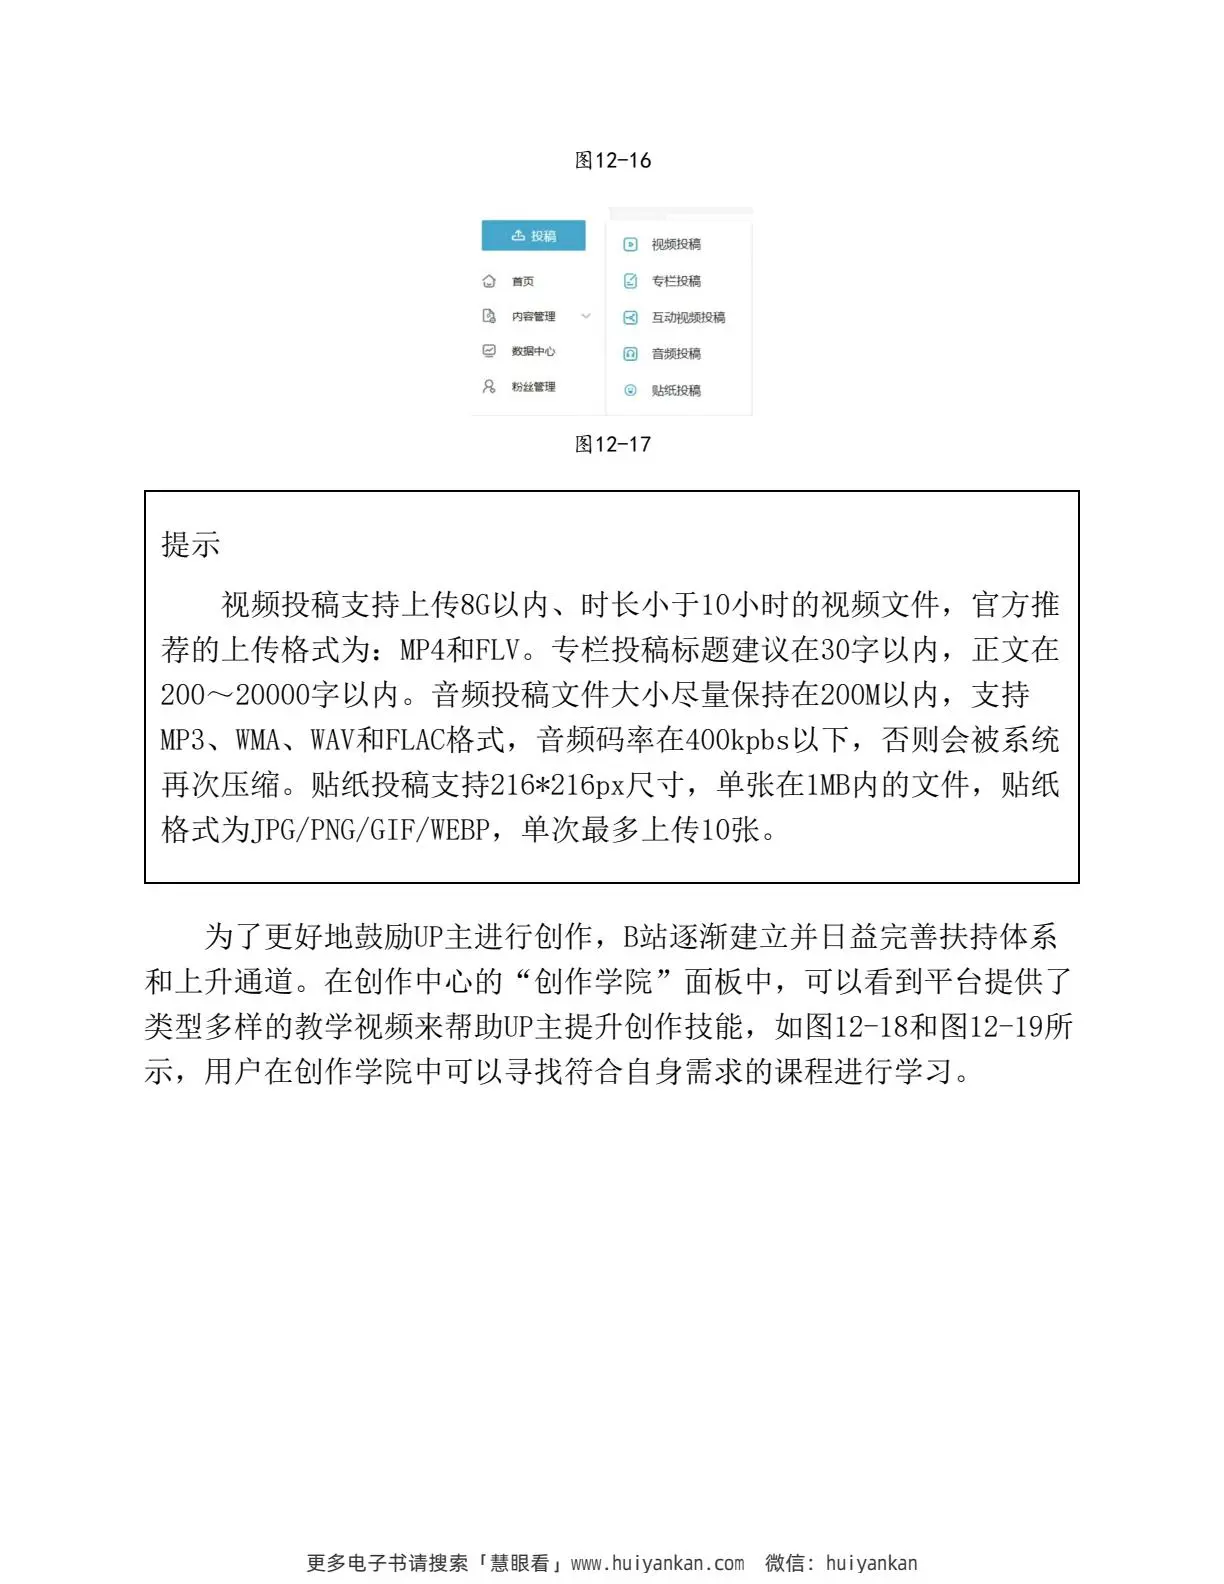 图12-16
投稿
首页
内容管理
数据中心
粉丝管理
视频投稿
专栏投稿
互动视频投稿
音频投稿
贴纸投稿
图12-17
提示
视频投稿支持上传8G以内、时长小于10小时的视频文件，官方推
荐的上传格式为：MP4和FLV。专栏投稿标题建议在30字以内，正文在
200～20000字以内。音频投稿文件大小尽量保持在200M以内，支持
MP3、WMA、WAV和FLAC格式，音频码率在400kpbs以下，否则会被系统
再次压缩。贴纸投稿支持216*216px尺寸，单张在1MB内的文件，贴纸
格式为JPG/PNG/GIF/WEBP，单次最多上传10张。
为了更好地鼓励UP主进行创作，B站逐渐建立并日益完善扶持体系
和上升通道。在创作中心的“创作学院”面板中，可以看到平台提供了
类型多样的教学视频来帮助UP主提升创作技能，如图12-18和图12-19所
示，用户在创作学院中可以寻找符合自身需求的课程进行学习。
更多电子书请搜索「慧眼看」www.huiyankan.com 微信：huiyankan